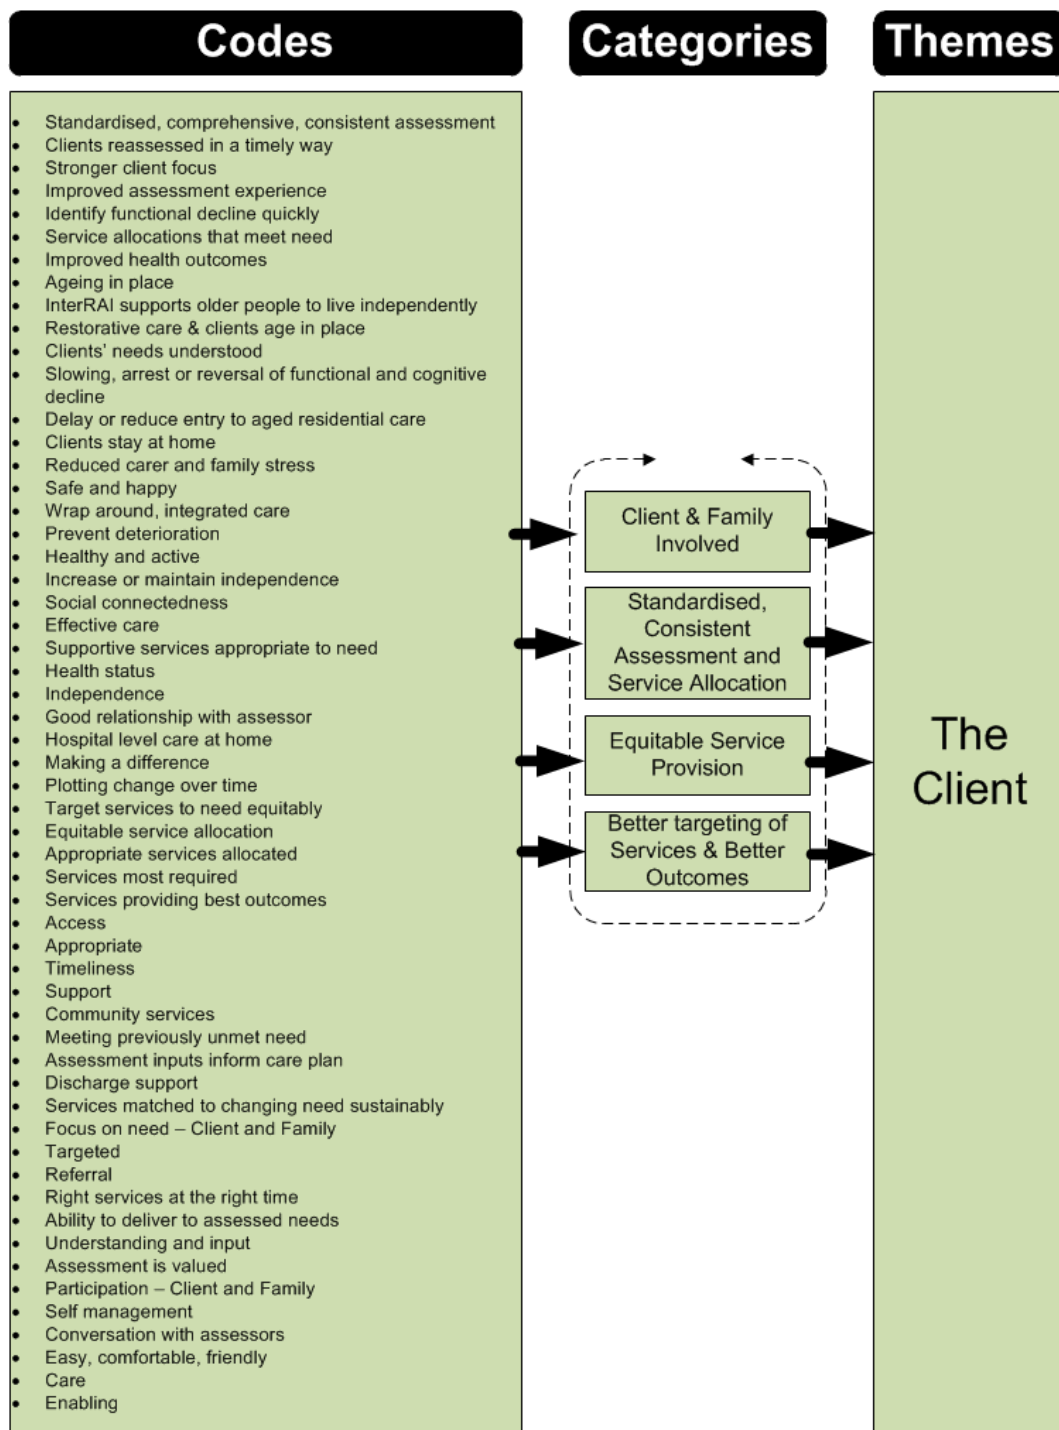 Codes
Categories
Themes
• Standardised, comprehensive, consistent assessment
• Clients reassessed in a timely way
• Stronger client focus
• Improved assessment experience
• Identify functional decline quickly
• Service allocations that meet need
• Improved health outcomes
• Ageing in place
• InterRAI supports older people to live independently
• Restorative care & clients age in place
• Clients' needs understood
• Slowing, arrest or reversal of functional and cognitive
decline
• Delay or reduce entry to aged residential care
• Clients stay at home
• Reduced carer and family stress
• Safe and happy
• Wrap around, integrated care
• Prevent deterioration
• Healthy and active
• Increase or maintain independence
• Social connectedness
• Effective care
• Supportive services appropriate to need
• Health status
• Independence
• Good relationship with assessor
• Hospital level care at home
• Making a difference
• Plotting change over time
• Target services to need equitably
• Equitable service allocation
• Appropriate services allocated
• Services most required
• Services providing best outcomes
• Access
• Appropriate
• Timeliness
• Support
• Community services
• Meeting previously unmet need
• Assessment inputs inform care plan
• Discharge support
• Services matched to changing need sustainably
• Focus on need – Client and Family
• Targeted
• Referral
• Right services at the right time
• Ability to deliver to assessed needs
• Understanding and input
• Assessment is valued
• Participation – Client and Family
• Self management
• Conversation with assessors
• Easy, comfortable, friendly
• Care
• Enabling
Client & Family
Involved
Standardised,
Consistent
Assessment and
Service Allocation
Equitable Service
Provision
Better targeting of
Services & Better
Outcomes
The
Client